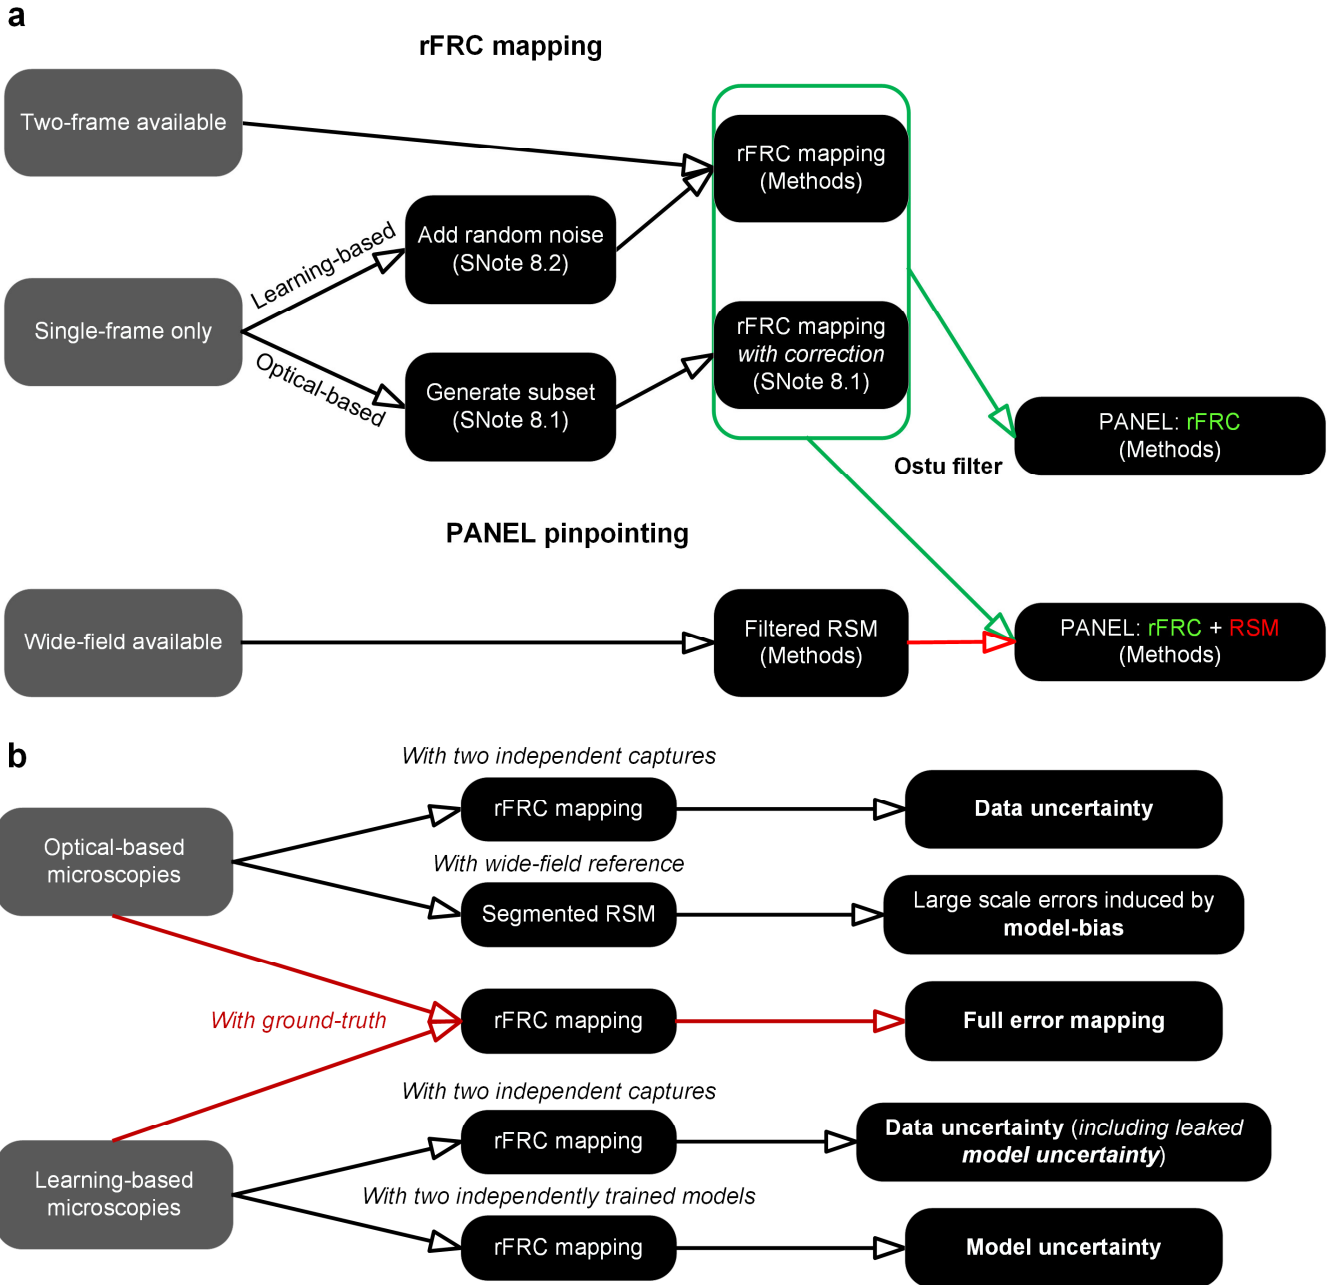 a
rFRC mapping
Two-frame available
rFRC mapping
(Methods)
Learning-based
Add random noise
(SNote 8.2)
Single-frame only
Optical-based
Generate subset
(SNote 8.1)
rFRC mapping
with correction
(SNote 8.1)
PANEL: rFRC
(Methods)
Ostu filter
PANEL pinpointing
Wide-field available
Filtered RSM
(Methods)
PANEL: rFRC + RSM
(Methods)
b
With two independent captures
Optical-based
microscopies
rFRC mapping
Data uncertainty
With wide-field reference
Segmented RSM
Large scale errors induced by
model-bias
With ground-truth
rFRC mapping
Full error mapping
With two independent captures
Learning-based
microscopies
rFRC mapping
Data uncertainty (including leaked
model uncertainty)
With two independently trained models
rFRC mapping
Model uncertainty